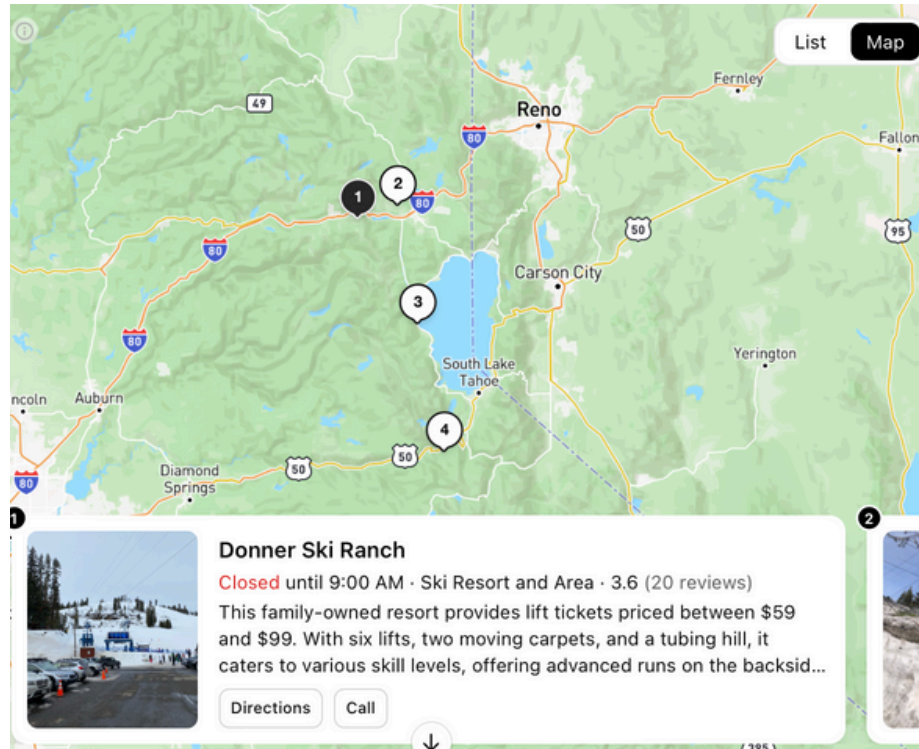 List
Map
49
Fernley
Reno
80
Fallon
2
1
80
50
95
80
Carson City
3
80
Yerington
South Lake
Tahoe
ncoln
Auburn
4
50
50
Diamond
Springs
80
1
2
Donner Ski Ranch
Closed until 9:00 AM · Ski Resort and Area · 3.6 (20 reviews)
This family-owned resort provides lift tickets priced between $59
and $99. With six lifts, two moving carpets, and a tubing hill, it
caters to various skill levels, offering advanced runs on the backsid...
Directions
Call
395